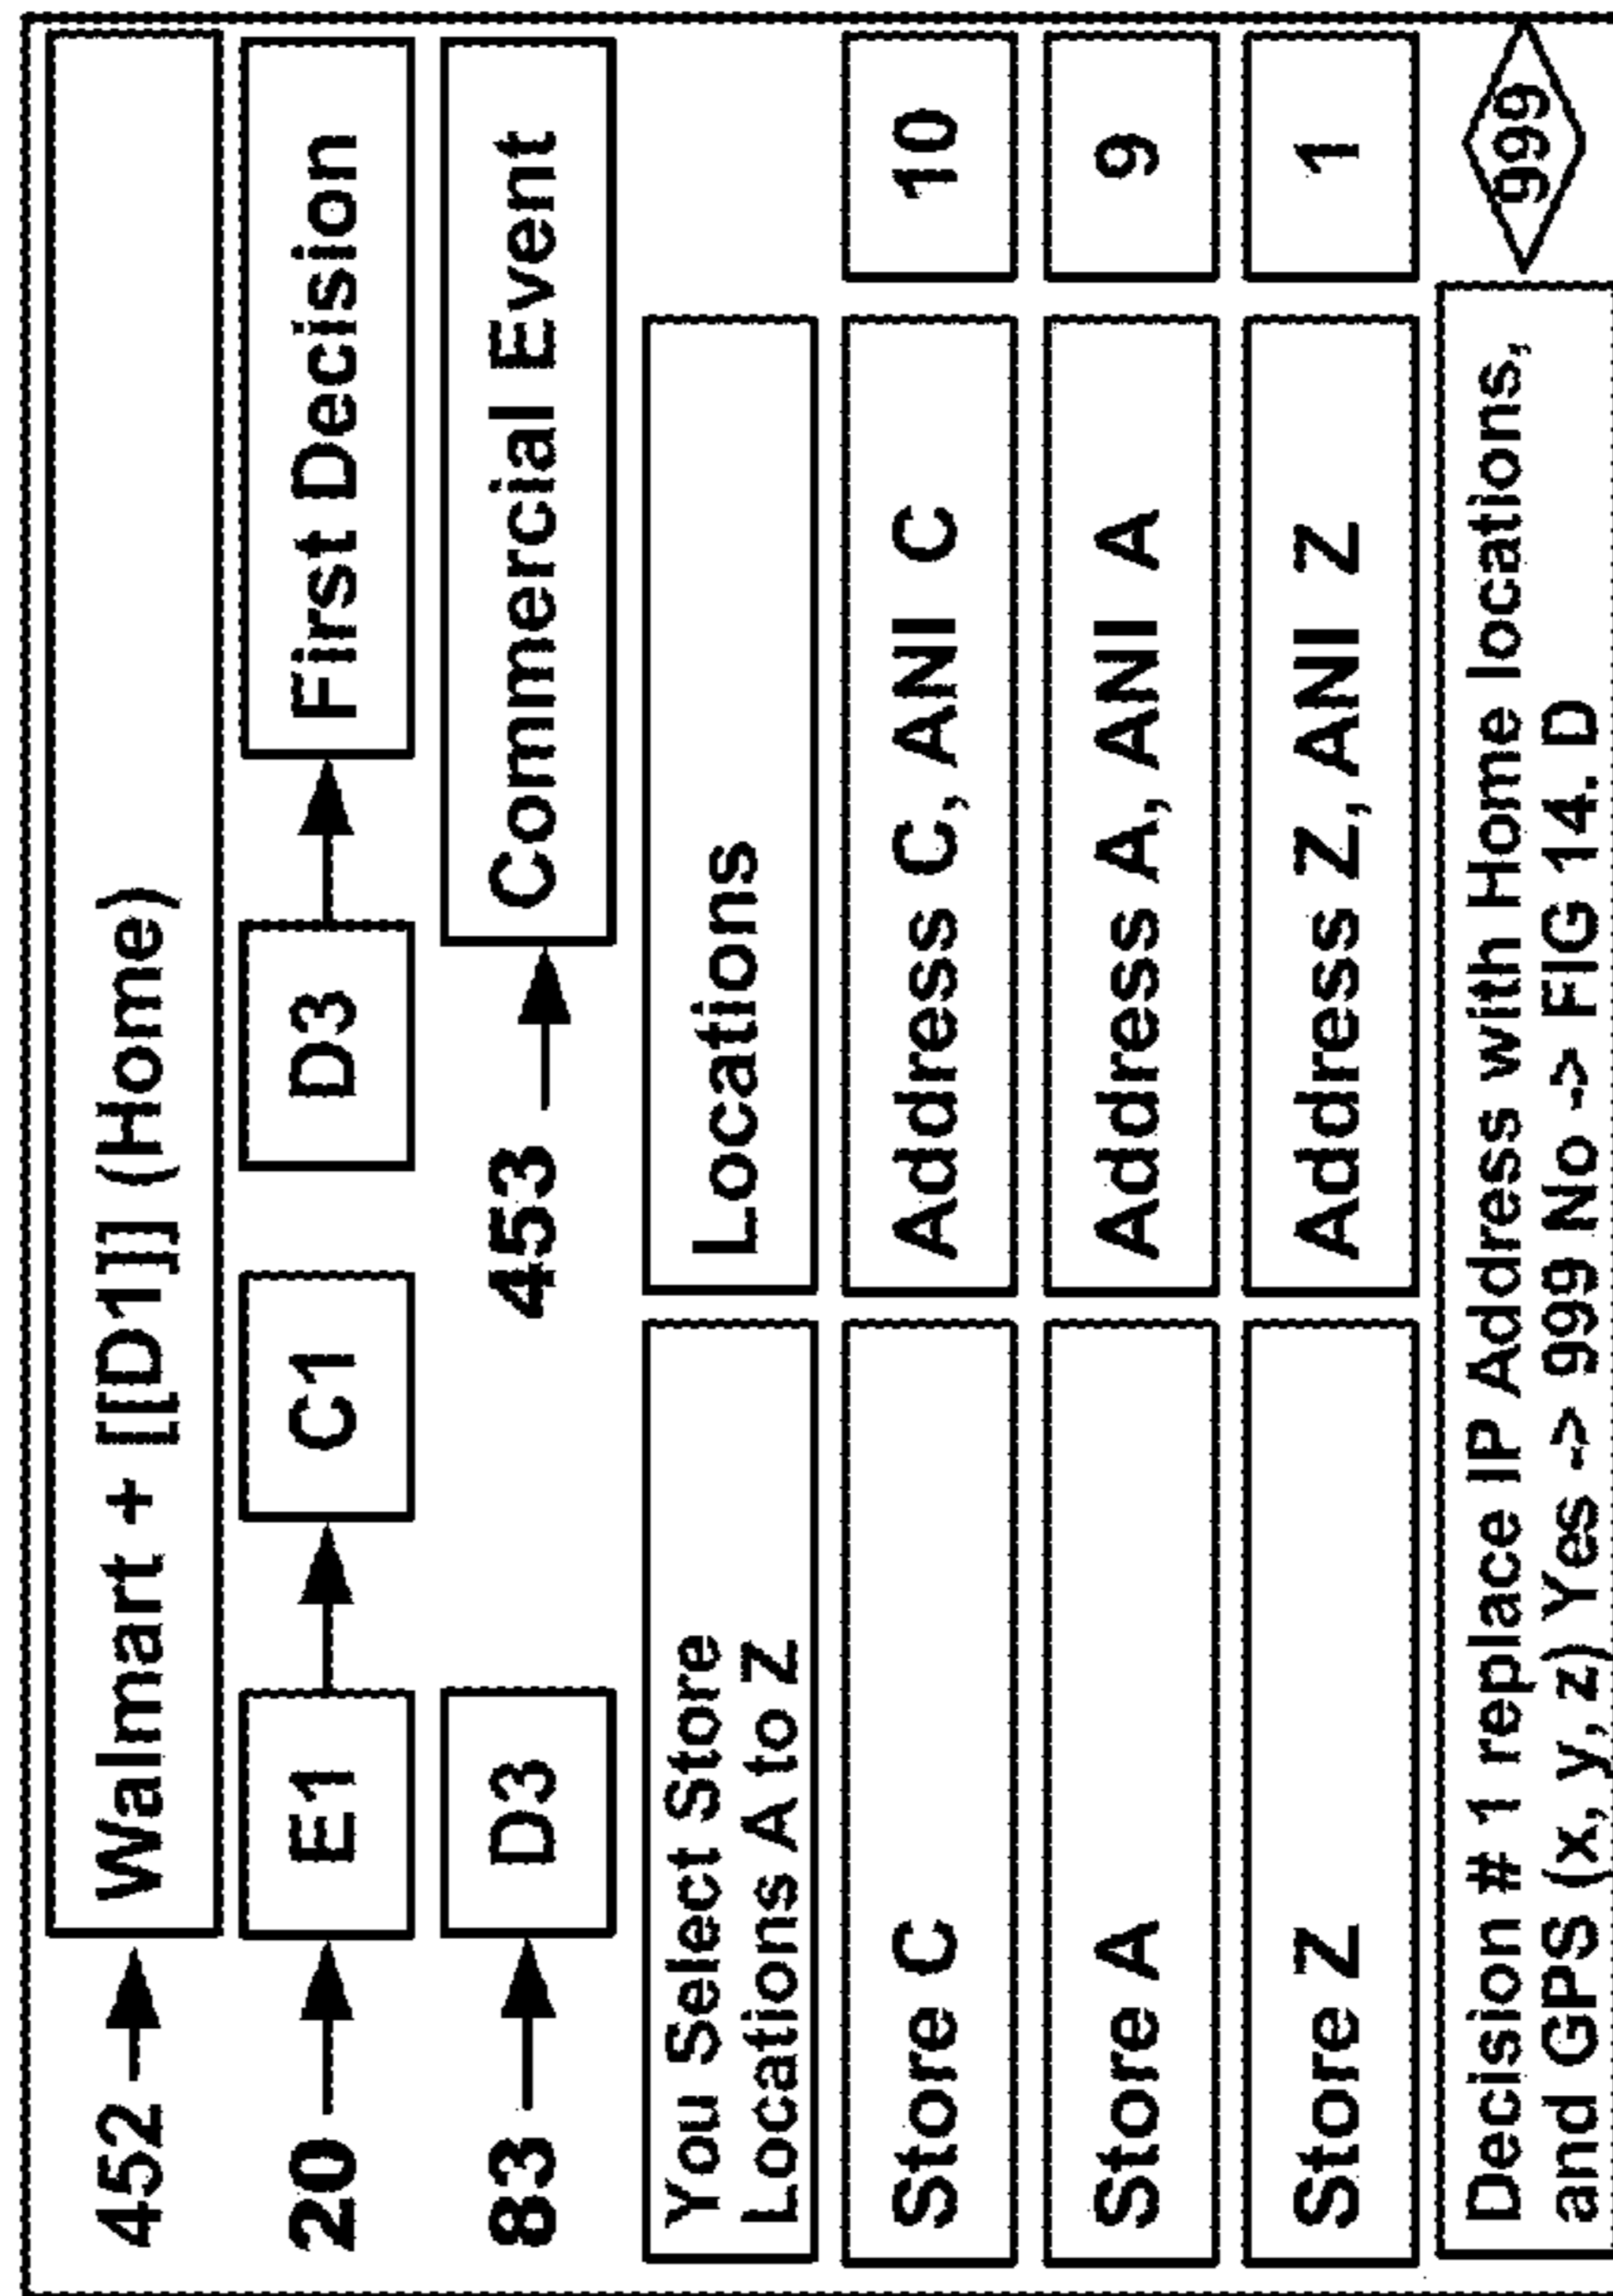 452 Walmart + [[D1]] (Home)
20 E1 C1 D3 First Decision
83 D3 453 Commercial Event
You Select Store
Locations A to Z
Locations
Store C Address C, ANI C 10
Store A Address A, ANI A 9
Store Z Address Z, ANI Z 1
Decision # 1 replace IP Address with Home locations,
and GPS (x, y, z) Yes -> 999 No -> FIG 14. D
999